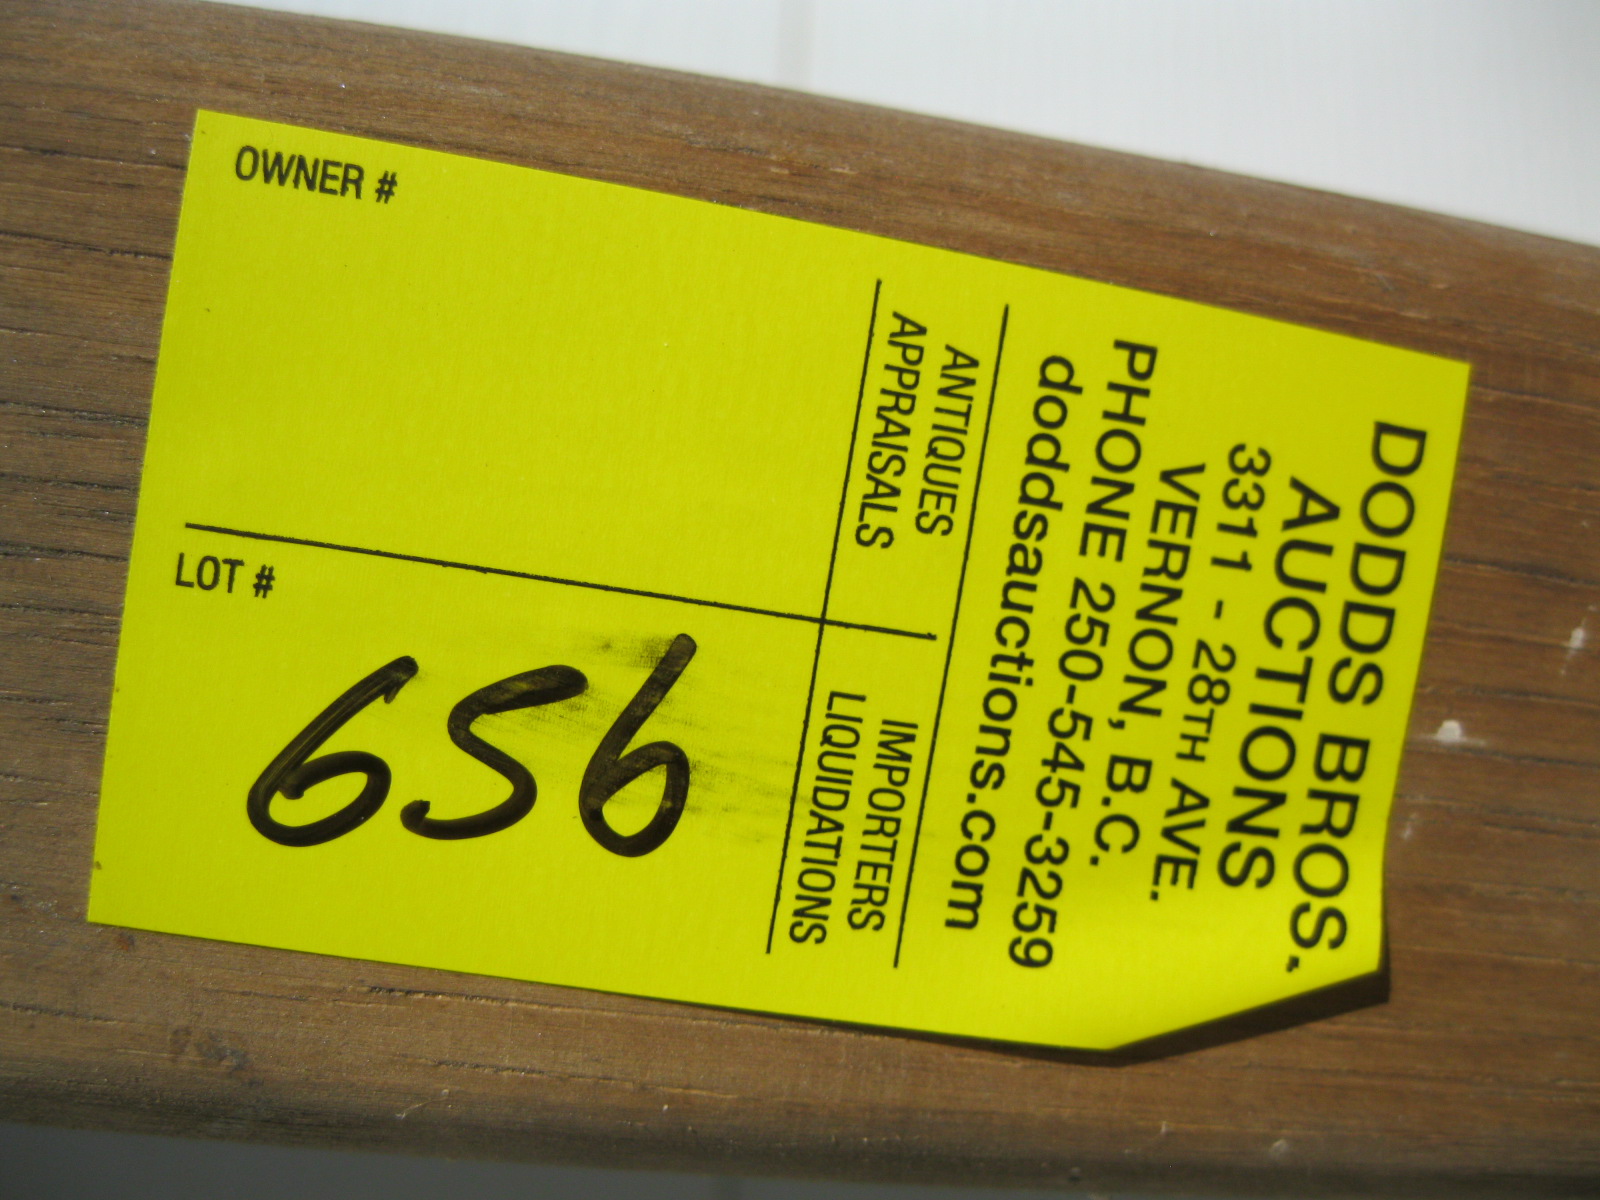 DODDS BROS.
AUCTIONS
3311 - 28TH AVE.
VERNON, B.C.
PHONE 250-545-3259
doddsauctions.com
ANTIQUES
APPRAISALS
IMPORTERS
LIQUIDATIONS
OWNER #
LOT #
656